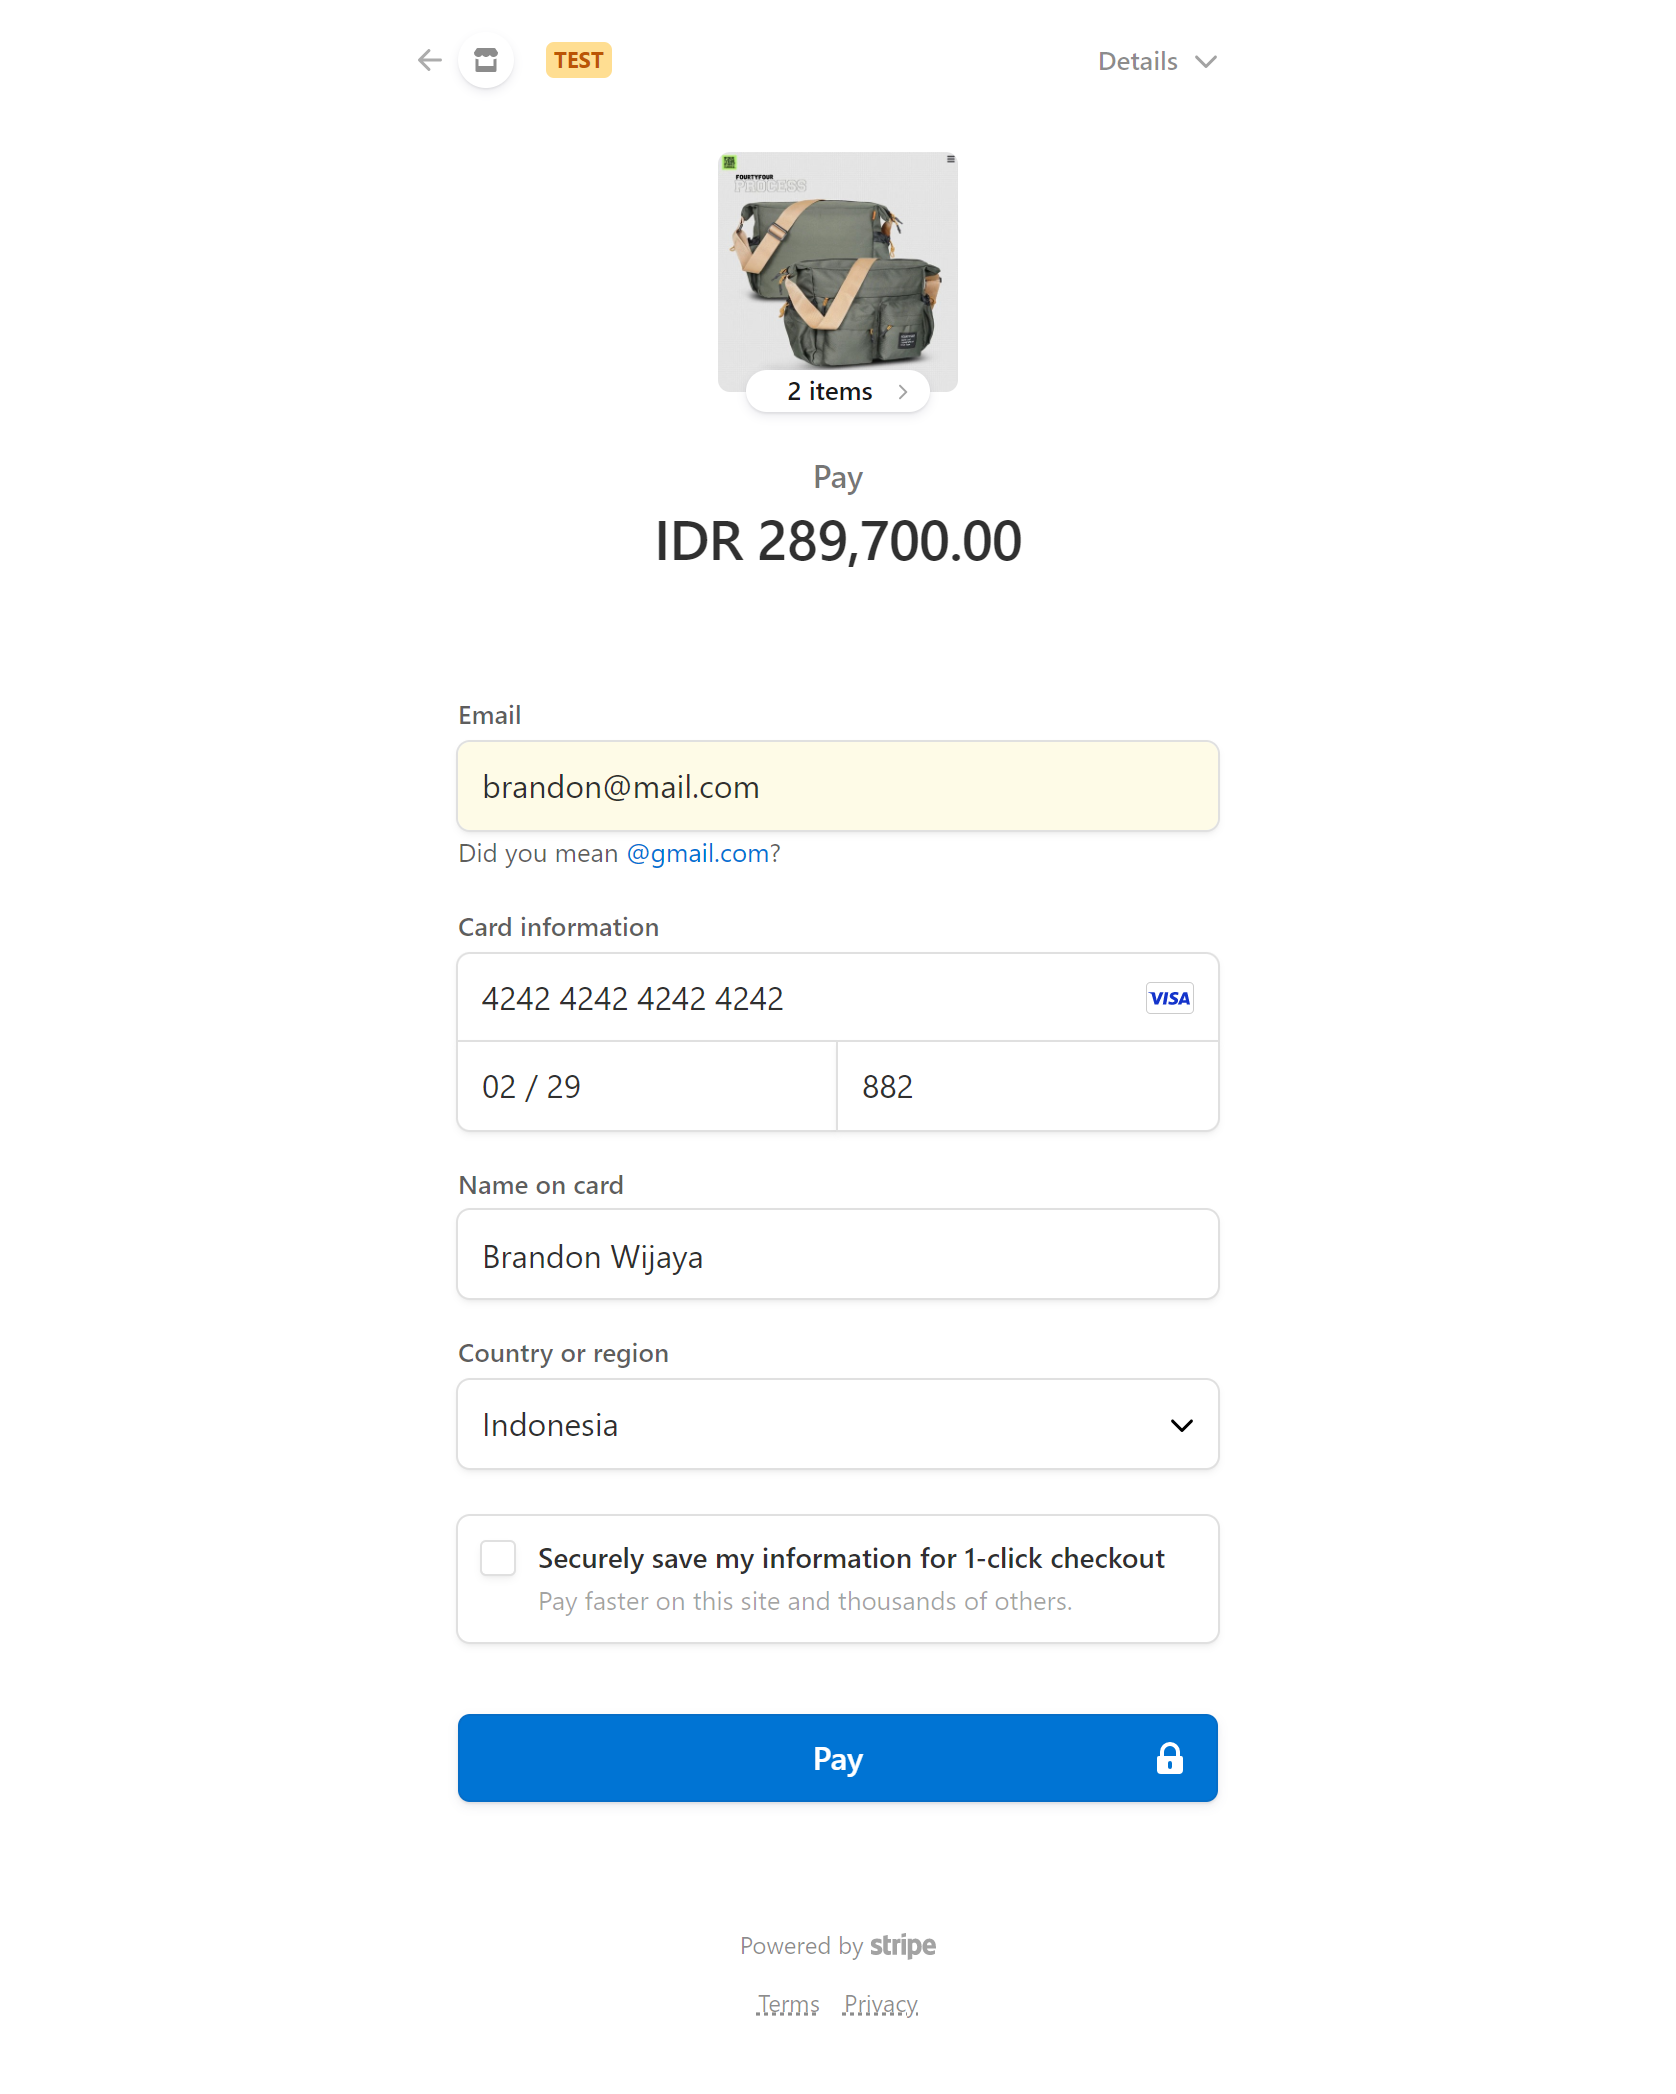 TEST
Details
FOURTYFOUR
PROCESS
2 items
Pay
IDR 289,700.00
Email
brandon@mail.com
Did you mean @gmail.com?
Card information
4242 4242 4242 4242
VISA
02 / 29
882
Name on card
Brandon Wijaya
Country or region
Indonesia
Securely save my information for 1-click checkout
Pay faster on this site and thousands of others.
Pay
Powered by stripe
Terms Privacy